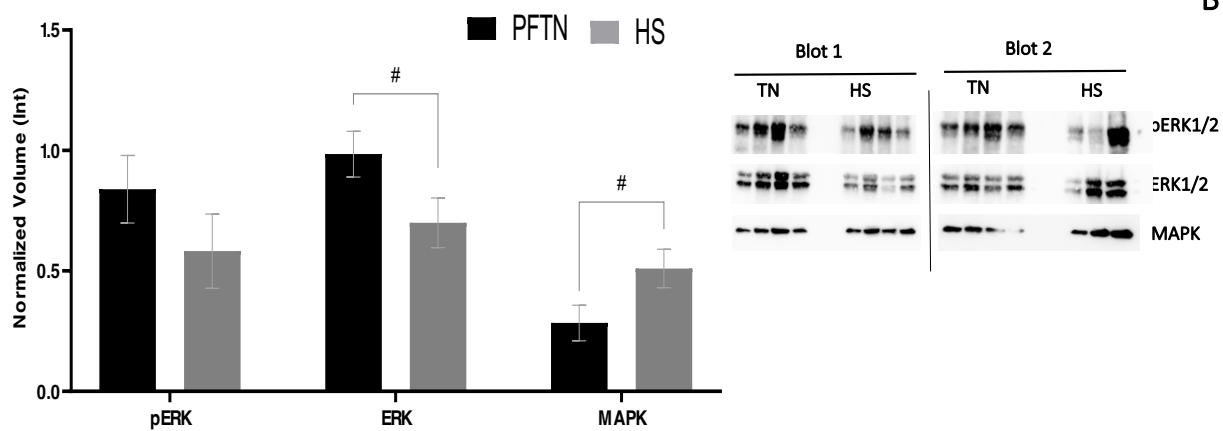 B
PFTN HS
1.5
1.0
0.5
0.0
Normalized Volume (Int)
#
#
pERK ERK MAPK
Blot 1 Blot 2
TN HS TN HS
pERK1/2
ERK1/2
MAPK